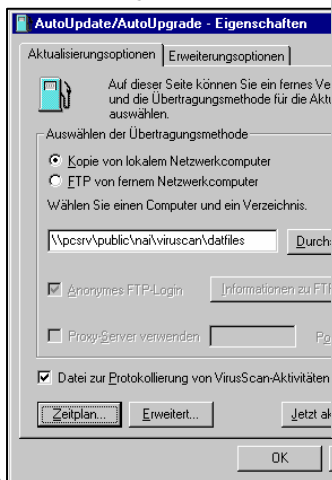 AutoUpdate/AutoUpgrade - Eigenschaften
Aktualisierungsoptionen Erweiterungsoptionen
Auf dieser Seite können Sie ein fernes Ve
und die Übertragungsmethode für die Aktu
auswählen.
Auswählen der Übertragungsmethode
Kopie von lokalem Netzwerkcomputer
FTP von fernem Netzwerkcomputer
Wählen Sie einen Computer und ein Verzeichnis.
\\pcsrv\public\nai\viruscan\datfiles Durch
Anonymes FTP-Login Informationen zu FT
Proxy-Server verwenden Po
Datei zur Protokollierung von VirusScan-Aktivitäten
Zeitplan... Erweitert... Jetzt ak
OK